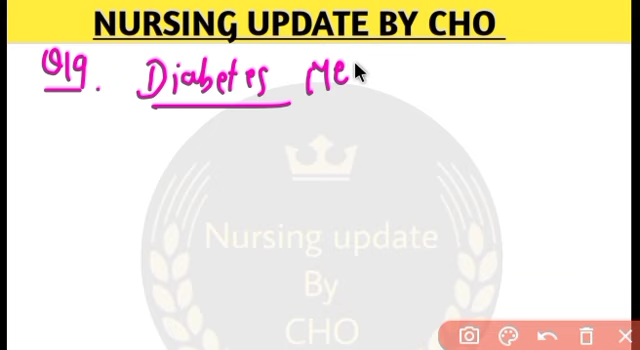 NURSING UPDATE BY CHO
Q19. Diabetes Me
Nursing update
By
CHO